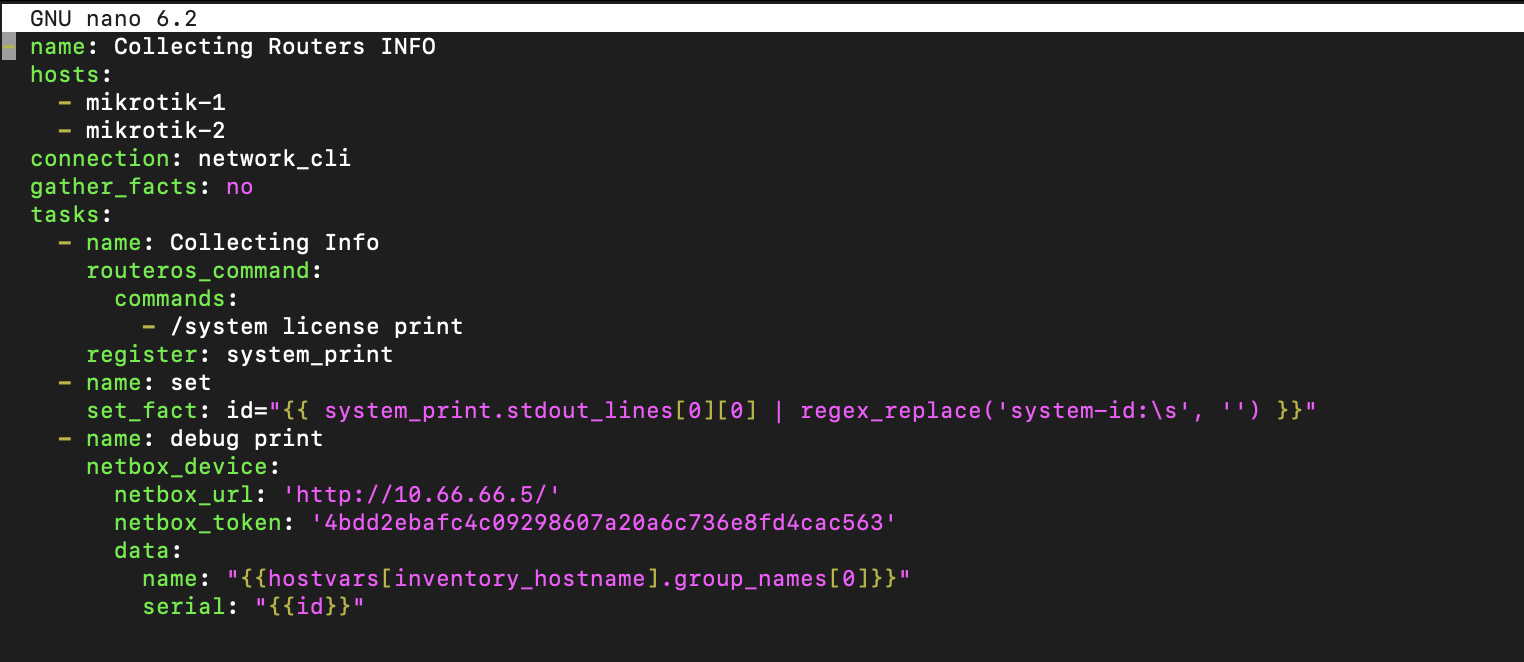 GNU nano 6.2
- name: Collecting Routers INFO
  hosts:
    - mikrotik-1
    - mikrotik-2
  connection: network_cli
  gather_facts: no
  tasks:
    - name: Collecting Info
      routeros_command:
        commands:
          - /system license print
      register: system_print
    - name: set
      set_fact: id="{{ system_print.stdout_lines[0][0] | regex_replace('system-id:\s', '') }}"
    - name: debug print
      netbox_device:
        netbox_url: 'http://10.66.66.5/'
        netbox_token: '4bdd2ebafc4c09298607a20a6c736e8fd4cac563'
        data:
          name: "{{hostvars[inventory_hostname].group_names[0]}}"
          serial: "{{id}}"